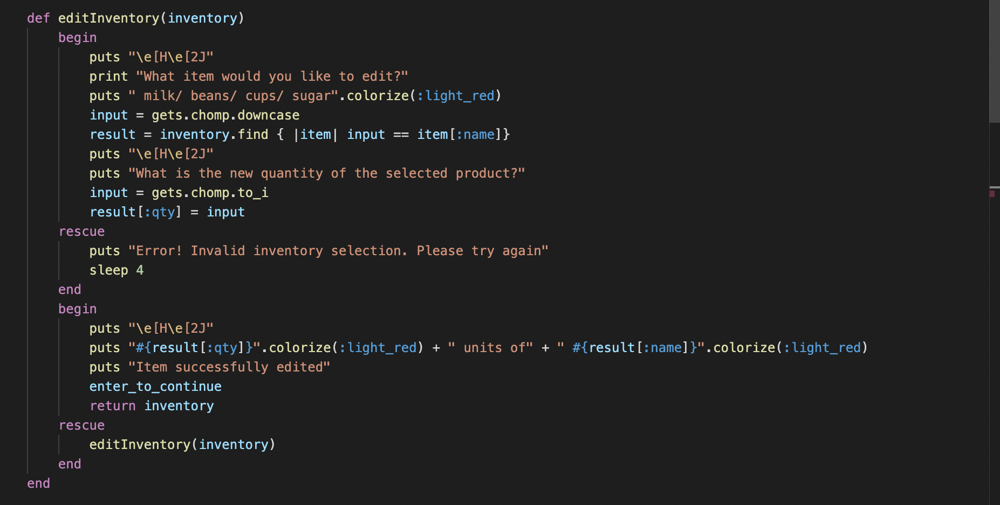 def editInventory(inventory)
    begin
        puts "\e[H\e[2J"
        print "What item would you like to edit?"
        puts " milk/ beans/ cups/ sugar".colorize(:light_red)
        input = gets.chomp.downcase
        result = inventory.find { |item| input == item[:name]}
        puts "\e[H\e[2J"
        puts "What is the new quantity of the selected product?"
        input = gets.chomp.to_i
        result[:qty] = input
    rescue
        puts "Error! Invalid inventory selection. Please try again"
        sleep 4
    end
    begin
        puts "\e[H\e[2J"
        puts "#{result[:qty]}".colorize(:light_red) + " units of" + " #{result[:name]}".colorize(:light_red)
        puts "Item successfully edited"
        enter_to_continue
        return inventory
    rescue
        editInventory(inventory)
    end
end